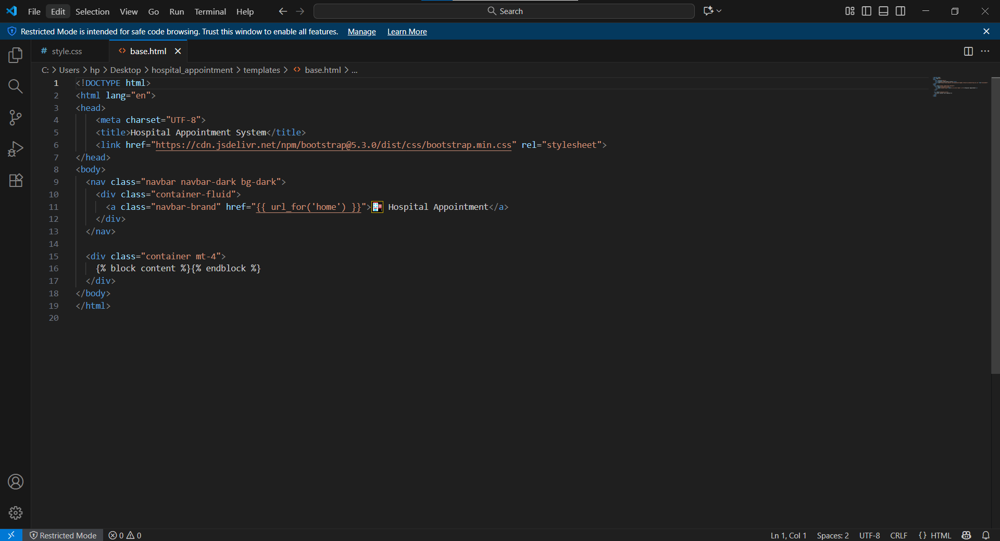 File Edit Selection View Go Run Terminal Help Search
Restricted Mode is intended for safe code browsing. Trust this window to enable all features. Manage Learn More
# style.css <> base.html
C: > Users > hp > Desktop > hospital_appointment > templates > <> base.html > ...
1 <!DOCTYPE html>
2 <html lang="en">
3 <head>
4 <meta charset="UTF-8">
5 <title>Hospital Appointment System</title>
6 <link href="https://cdn.jsdelivr.net/npm/bootstrap@5.3.0/dist/css/bootstrap.min.css" rel="stylesheet">
7 </head>
8 <body>
9 <nav class="navbar navbar-dark bg-dark">
10 <div class="container-fluid">
11 <a class="navbar-brand" href="{{ url_for('home') }}">🏥 Hospital Appointment</a>
12 </div>
13 </nav>
14
15 <div class="container mt-4">
16 {% block content %}{% endblock %}
17 </div>
18 </body>
19 </html>
20
Restricted Mode 0 0 Ln 1, Col 1 Spaces: 2 UTF-8 CRLF {} HTML